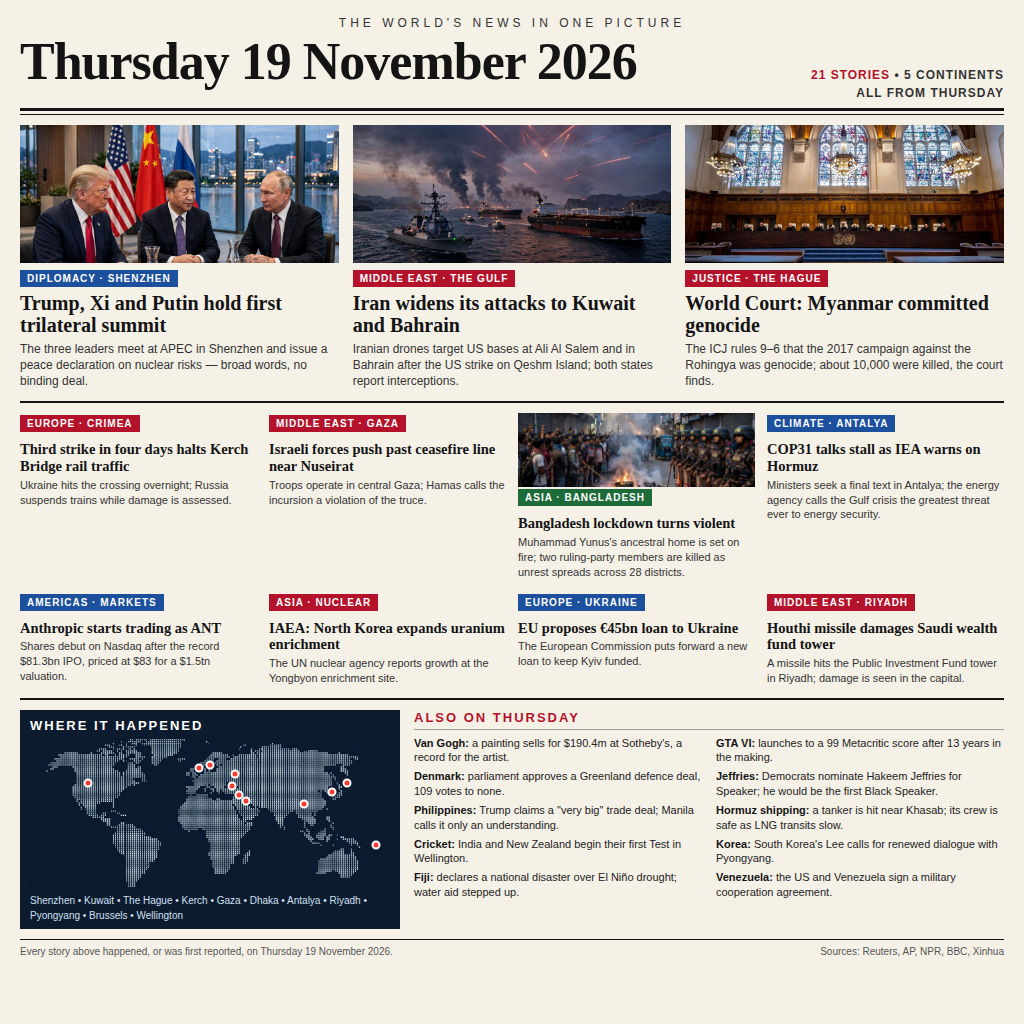 THE WORLD'S NEWS IN ONE PICTURE
Thursday 19 November 2026
21 STORIES • 5 CONTINENTS
ALL FROM THURSDAY
DIPLOMACY · SHENZHEN
Trump, Xi and Putin hold first
trilateral summit
The three leaders meet at APEC in Shenzhen and issue a
peace declaration on nuclear risks — broad words, no
binding deal.
MIDDLE EAST · THE GULF
Iran widens its attacks to Kuwait
and Bahrain
Iranian drones target US bases at Ali Al Salem and in
Bahrain after the US strike on Qeshm Island; both states
report interceptions.
JUSTICE · THE HAGUE
World Court: Myanmar committed
genocide
The ICJ rules 9–6 that the 2017 campaign against the
Rohingya was genocide; about 10,000 were killed, the court
finds.
EUROPE · CRIMEA
Third strike in four days halts Kerch
Bridge rail traffic
Ukraine hits the crossing overnight; Russia
suspends trains while damage is assessed.
MIDDLE EAST · GAZA
Israeli forces push past ceasefire line
near Nuseirat
Troops operate in central Gaza; Hamas calls the
incursion a violation of the truce.
ASIA · BANGLADESH
Bangladesh lockdown turns violent
Muhammad Yunus's ancestral home is set on
fire; two ruling-party members are killed as
unrest spreads across 28 districts.
CLIMATE · ANTALYA
COP31 talks stall as IEA warns on
Hormuz
Ministers seek a final text in Antalya; the energy
agency calls the Gulf crisis the greatest threat
ever to energy security.
AMERICAS · MARKETS
Anthropic starts trading as ANT
Shares debut on Nasdaq after the record
$81.3bn IPO, priced at $83 for a $1.5tn
valuation.
ASIA · NUCLEAR
IAEA: North Korea expands uranium
enrichment
The UN nuclear agency reports growth at the
Yongbyon enrichment site.
EUROPE · UKRAINE
EU proposes €45bn loan to Ukraine
The European Commission puts forward a new
loan to keep Kyiv funded.
MIDDLE EAST · RIYADH
Houthi missile damages Saudi wealth
fund tower
A missile hits the Public Investment Fund tower
in Riyadh; damage is seen in the capital.
WHERE IT HAPPENED
Shenzhen • Kuwait • The Hague • Kerch • Gaza • Dhaka • Antalya • Riyadh •
Pyongyang • Brussels • Wellington
ALSO ON THURSDAY
Van Gogh: a painting sells for $190.4m at Sotheby's, a
record for the artist.
Denmark: parliament approves a Greenland defence deal,
109 votes to none.
Philippines: Trump claims a "very big" trade deal; Manila
calls it only an understanding.
Cricket: India and New Zealand begin their first Test in
Wellington.
Fiji: declares a national disaster over El Niño drought;
water aid stepped up.
GTA VI: launches to a 99 Metacritic score after 13 years in
the making.
Jeffries: Democrats nominate Hakeem Jeffries for
Speaker; he would be the first Black Speaker.
Hormuz shipping: a tanker is hit near Khasab; its crew is
safe as LNG transits slow.
Korea: South Korea's Lee calls for renewed dialogue with
Pyongyang.
Venezuela: the US and Venezuela sign a military
cooperation agreement.
Every story above happened, or was first reported, on Thursday 19 November 2026.
Sources: Reuters, AP, NPR, BBC, Xinhua